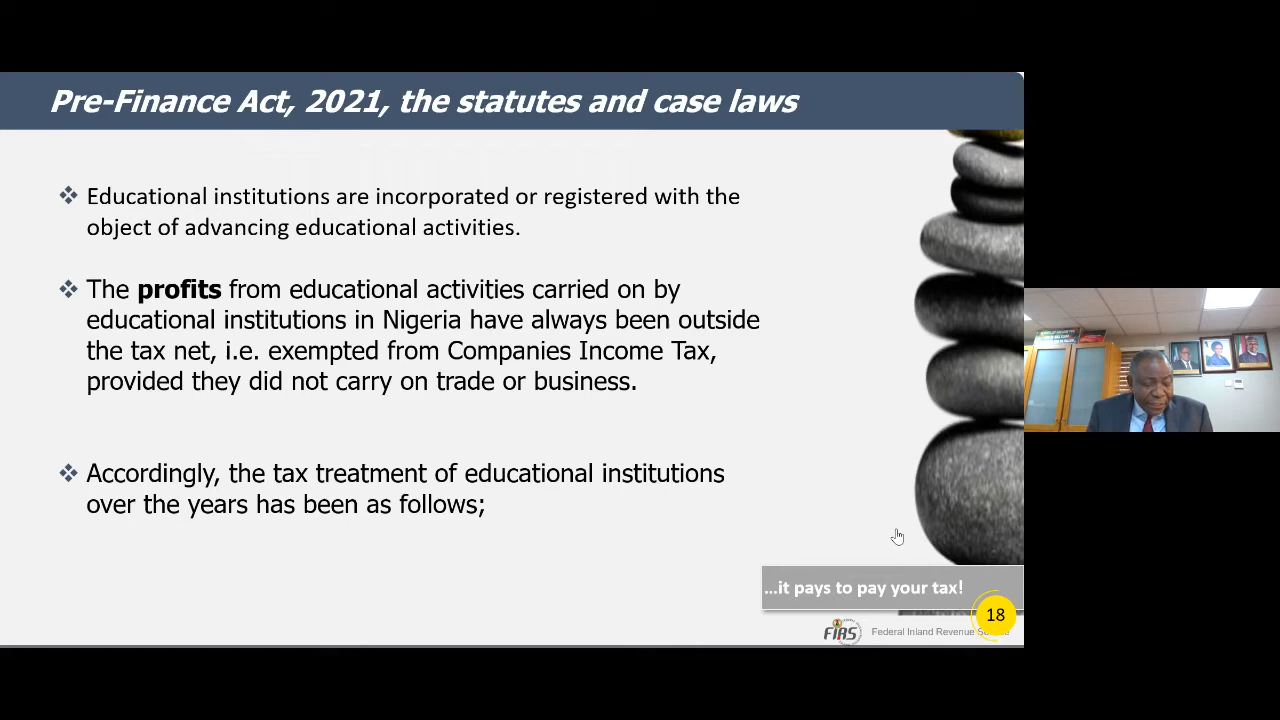 Pre-Finance Act, 2021, the statutes and case laws
❖ Educational institutions are incorporated or registered with the
object of advancing educational activities.
❖ The profits from educational activities carried on by
educational institutions in Nigeria have always been outside
the tax net, i.e. exempted from Companies Income Tax,
provided they did not carry on trade or business.
❖ Accordingly, the tax treatment of educational institutions
over the years has been as follows;
...it pays to pay your tax!
18
FIRS
Federal Inland Revenue